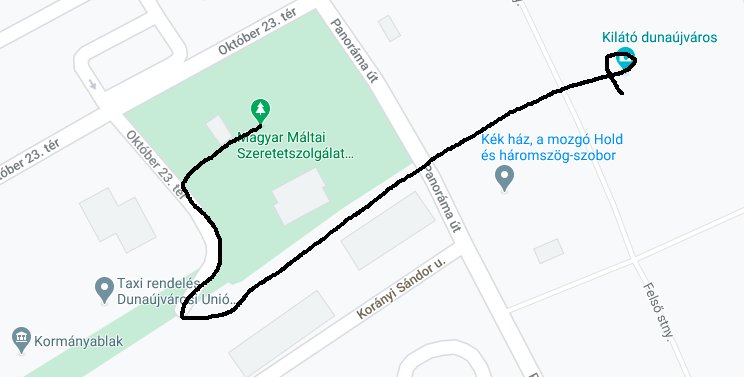 Október 23. tér
Panoráma út
Kilátó dunaújváros
Magyar Máltai
Szeretetszolgálat...
Kék ház, a mozgó Hold
és háromszög-szobor
Október 23. tér
Október 23. tér
Panoráma út
Taxi rendelés
Dunaújvárosi Unió...
Korányi Sándor u.
Felső stny.
Kormányablak